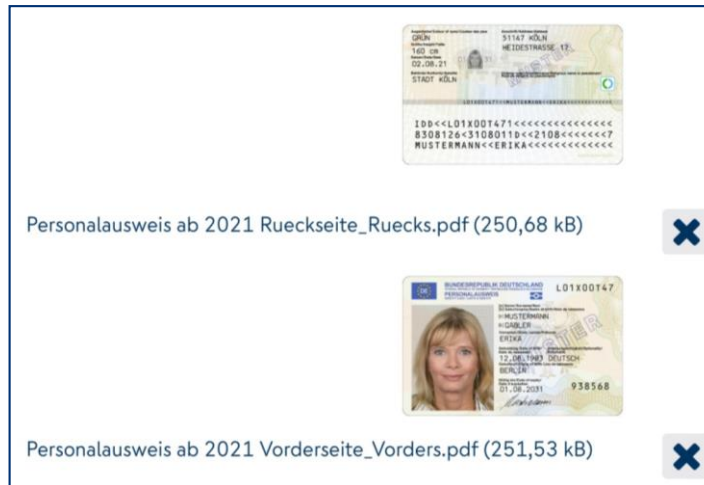 GRÜN
51147 KÖLN
160 cm
HEIDESTRASSE 17
02.08.21
STADT KÖLN
MUSTER
IDD<<L01X00T471<<<<<<<<<<<<<<<
8308126<3108011D<<2108<<<<<<<7
MUSTERMANN<<ERIKA<<<<<<<<<<<<<
Personalausweis ab 2021 Rueckseite_Ruecks.pdf (250,68 kB)
BUNDESREPUBLIK DEUTSCHLAND
L01X00T47
PERSONALAUSWEIS
MUSTERMANN
GABLER
MUSTER
ERIKA
12.08.1983 DEUTSCH
BERLIN
01.08.2031
938568
Personalausweis ab 2021 Vorderseite_Vorders.pdf (251,53 kB)